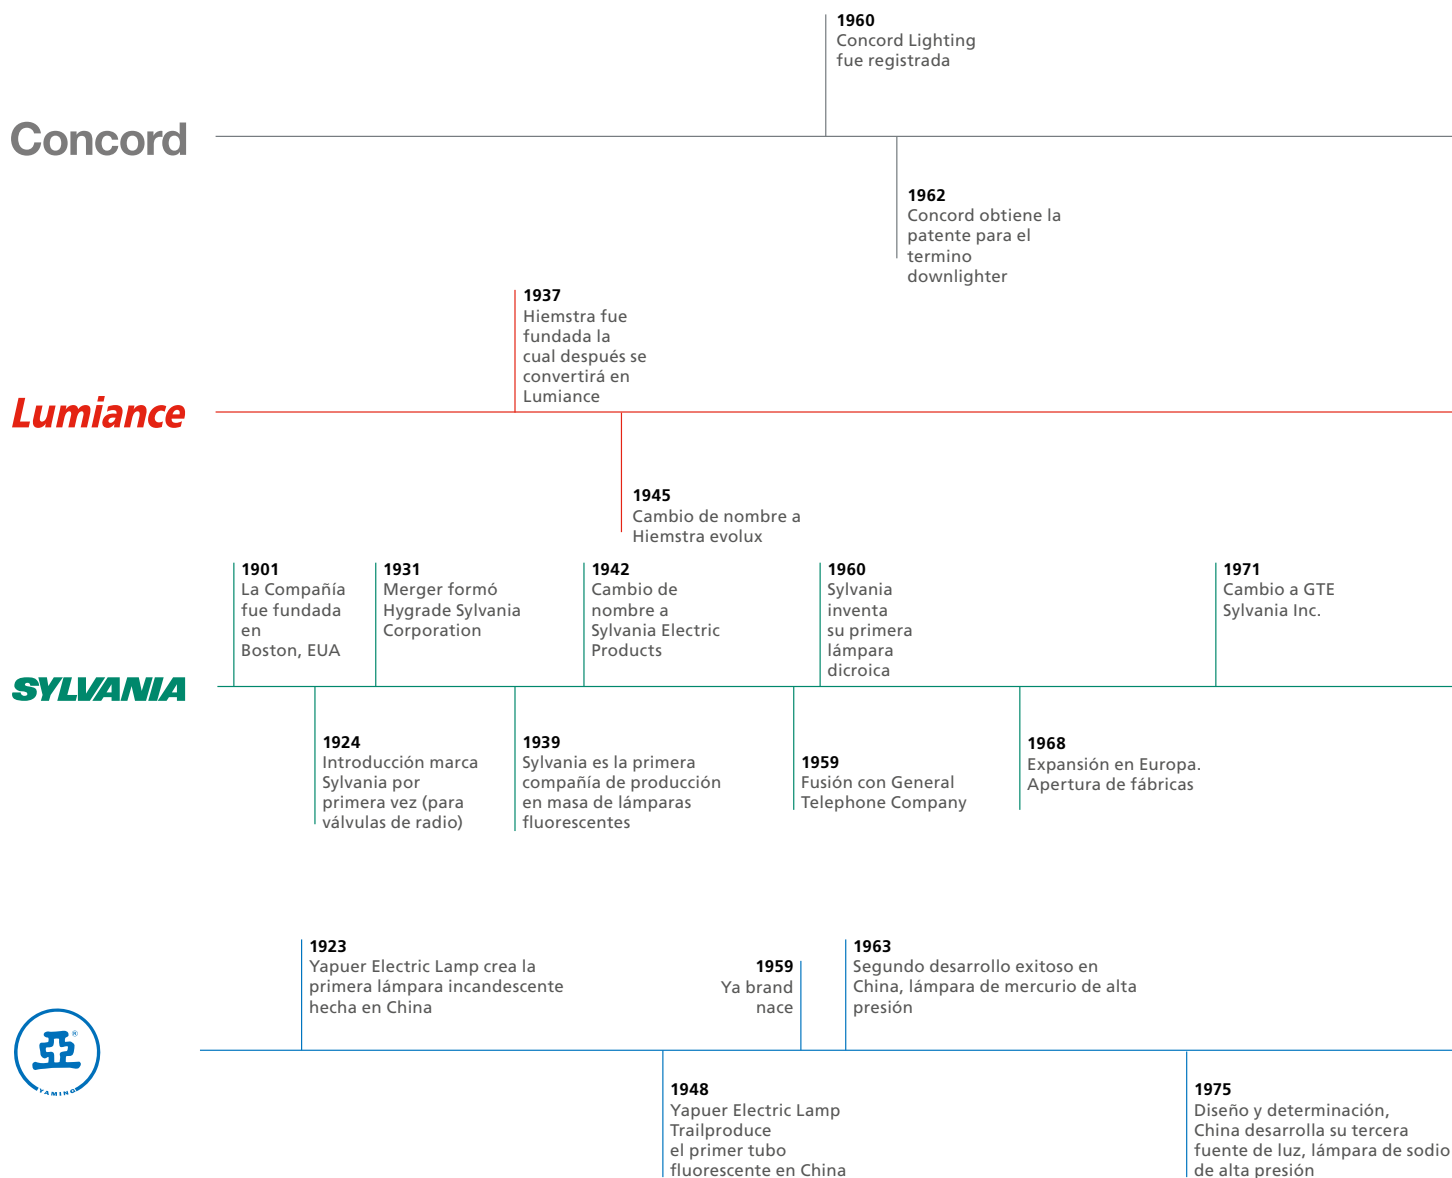 1960
Concord Lighting
fue registrada
Concord
1962
Concord obtiene la
patente para el
termino
downlighter
1937
Hiemstra fue
fundada la
cual después se
convertirá en
Lumiance
Lumiance
1945
Cambio de nombre a
Hiemstra evolux
1901
La Compañía
fue fundada
en
Boston, EUA
1931
Merger formó
Hygrade Sylvania
Corporation
1942
Cambio de
nombre a
Sylvania Electric
Products
1960
Sylvania
inventa
su primera
lámpara
dicroica
1971
Cambio a GTE
Sylvania Inc.
SYLVANIA
1924
Introducción marca
Sylvania por
primera vez (para
válvulas de radio)
1939
Sylvania es la primera
compañía de producción
en masa de lámparas
fluorescentes
1959
Fusión con General
Telephone Company
1968
Expansión en Europa.
Apertura de fábricas
1923
Yapuer Electric Lamp crea la
primera lámpara incandescente
hecha en China
1959
Ya brand
nace
1963
Segundo desarrollo exitoso en
China, lámpara de mercurio de alta
presión
亞®
YAMING
1948
Yapuer Electric Lamp
Trailproduce
el primer tubo
fluorescente en China
1975
Diseño y determinación,
China desarrolla su tercera
fuente de luz, lámpara de sodio
de alta presión